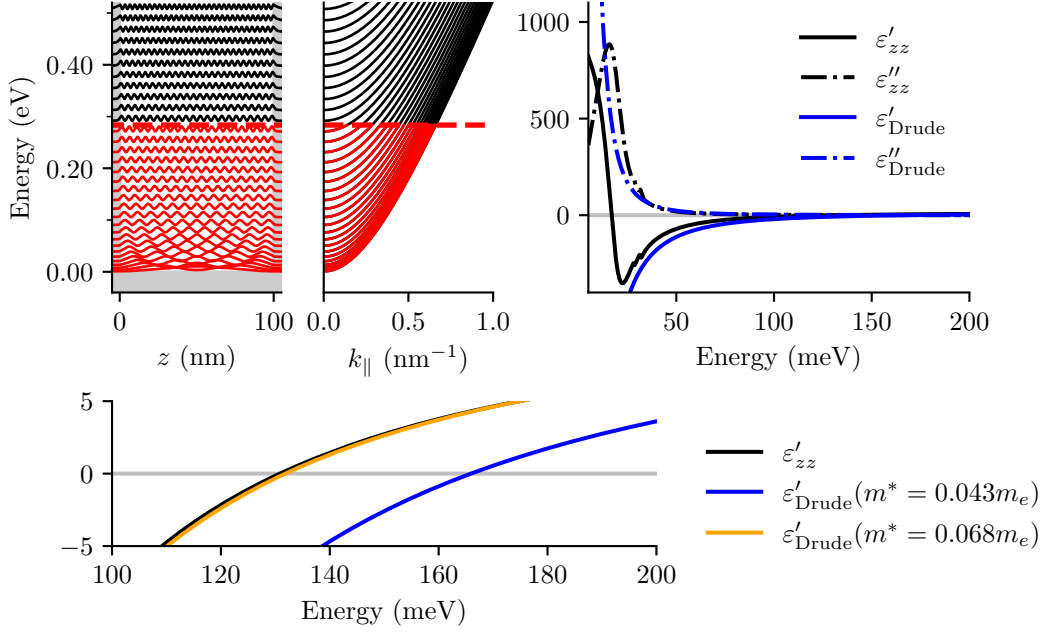 Energy (eV)
0.40
0.20
0.00
0
100
z (nm)
0.0
0.5
1.0
k∥ (nm⁻¹)
1000
500
0
50
100
150
200
Energy (meV)
ε′zz
ε″zz
ε′Drude
ε″Drude
5
0
−5
100
120
140
160
180
200
Energy (meV)
ε′zz
ε′Drude(m* = 0.043mₑ)
ε′Drude(m* = 0.068mₑ)